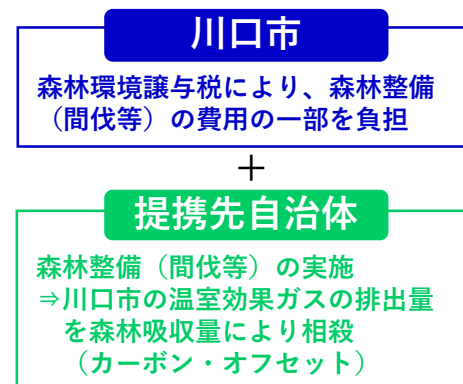 川口市
森林環境譲与税により、森林整備
（間伐等）の費用の一部を負担
＋
提携先自治体
森林整備（間伐等）の実施
⇒川口市の温室効果ガスの排出量
を森林吸収量により相殺
（カーボン・オフセット）